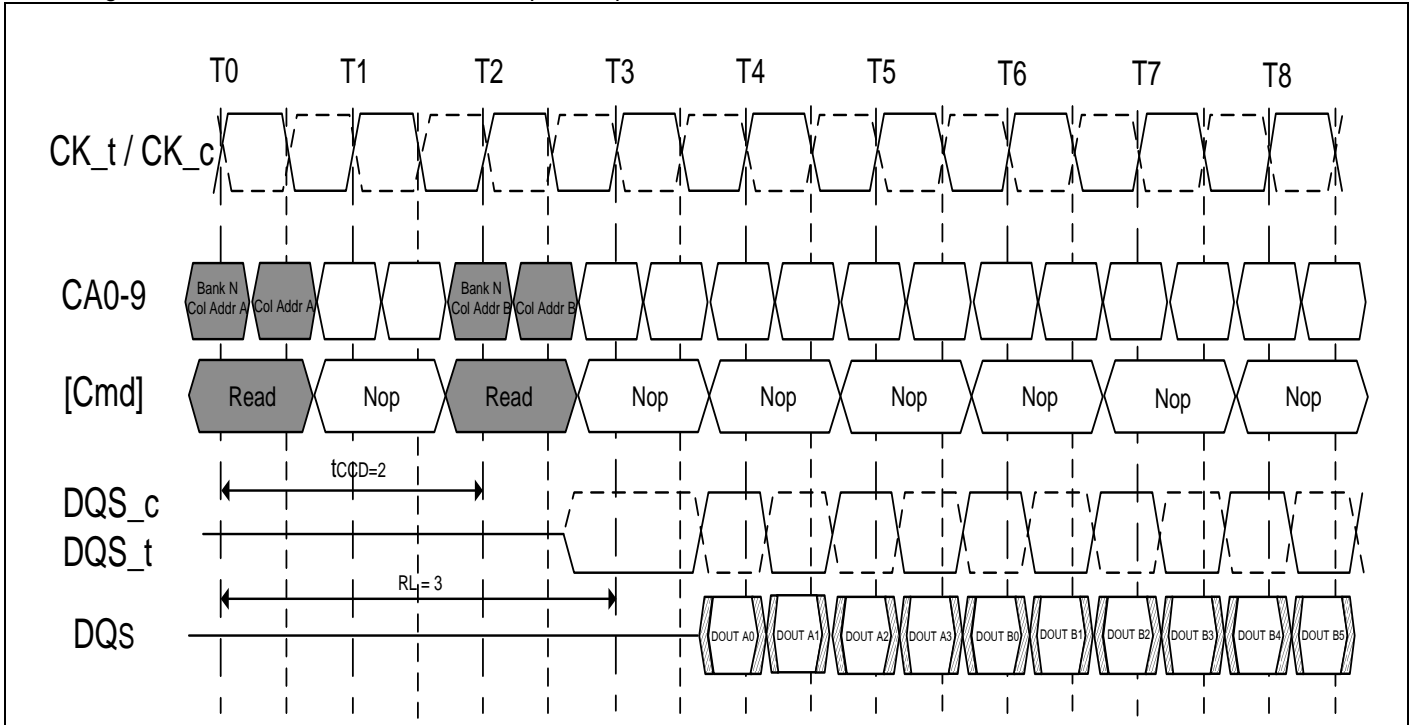 T0 T1 T2 T3 T4 T5 T6 T7 T8
CK_t / CK_c
CA0-9
Bank N
Col Addr A
Col Addr A
Bank N
Col Addr B
Col Addr B
[Cmd]
Read Nop Read Nop Nop Nop Nop Nop Nop
tCCD=2
DQS_c
DQS_t
RL = 3
DQs
DOUT A0 DOUT A1 DOUT A2 DOUT A3 DOUT B0 DOUT B1 DOUT B2 DOUT B3 DOUT B4 DOUT B5